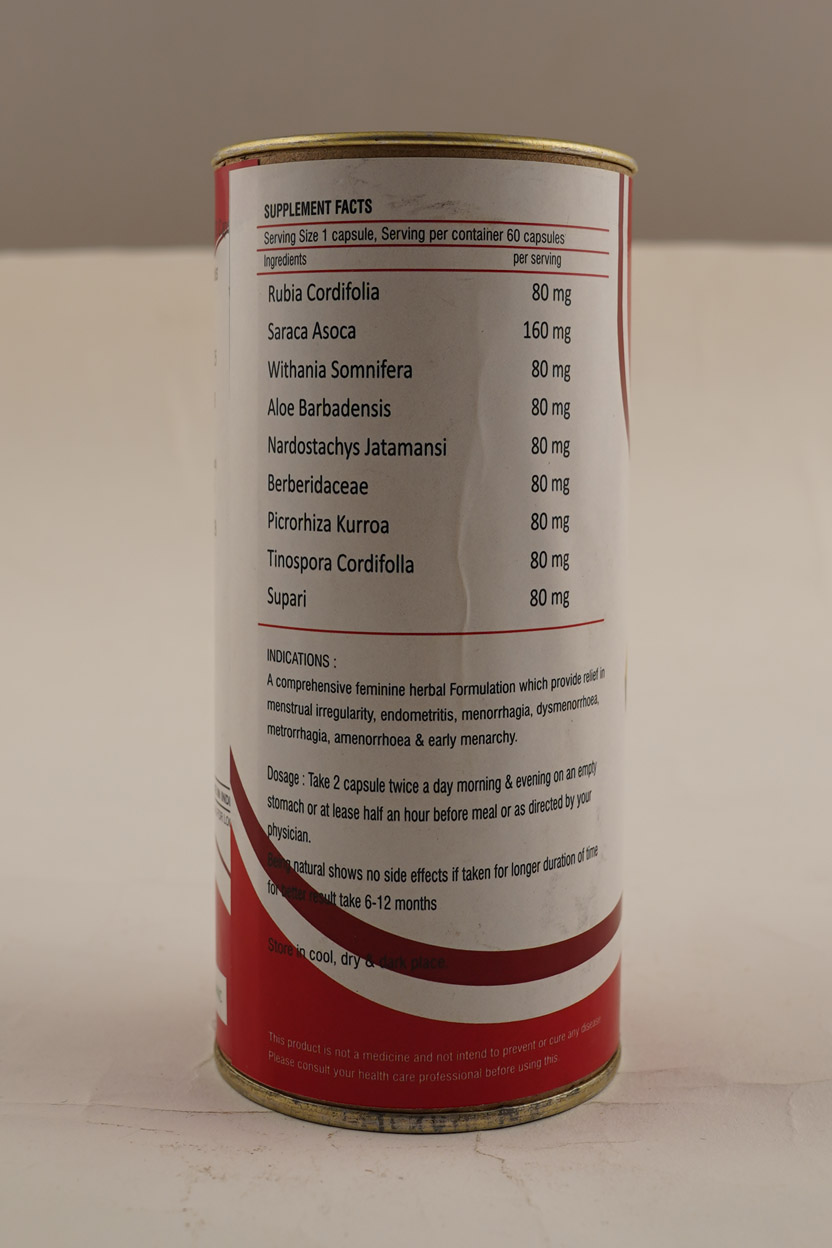 SUPPLEMENT FACTS
Serving Size 1 capsule, Serving per container 60 capsules
Ingredients per serving
Rubia Cordifolia 80 mg
Saraca Asoca 160 mg
Withania Somnifera 80 mg
Aloe Barbadensis 80 mg
Nardostachys Jatamansi 80 mg
Berberidaceae 80 mg
Picrorhiza Kurroa 80 mg
Tinospora Cordifolla 80 mg
Supari 80 mg
INDICATIONS :
A comprehensive feminine herbal Formulation which provide relief in
menstrual irregularity, endometritis, menorrhagia, dysmenorrhoea,
metrorrhagia, amenorrhoea & early menarchy.
Dosage : Take 2 capsule twice a day morning & evening on an empty
stomach or at lease half an hour before meal or as directed by your
physician.
Being natural shows no side effects if taken for longer duration of time
for better result take 6-12 months
Store in cool, dry & dark place.
This product is not a medicine and not intend to prevent or cure any disease
Please consult your health care professional before using this.